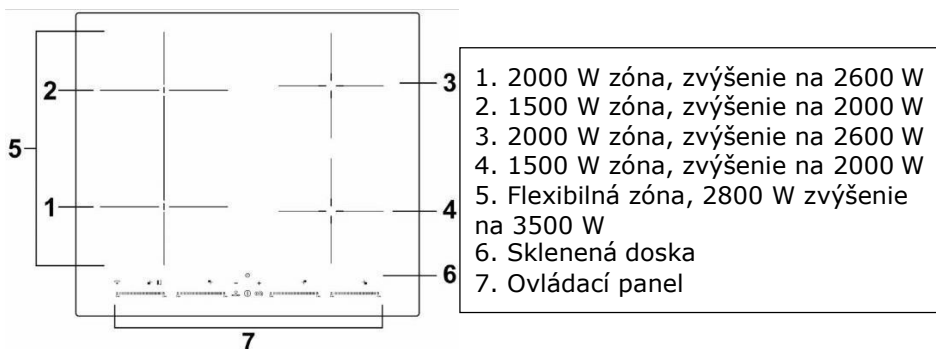 2
3
5
1
4
6
7
1. 2000 W zóna, zvýšenie na 2600 W
2. 1500 W zóna, zvýšenie na 2000 W
3. 2000 W zóna, zvýšenie na 2600 W
4. 1500 W zóna, zvýšenie na 2000 W
5. Flexibilná zóna, 2800 W zvýšenie
na 3500 W
6. Sklenená doska
7. Ovládací panel